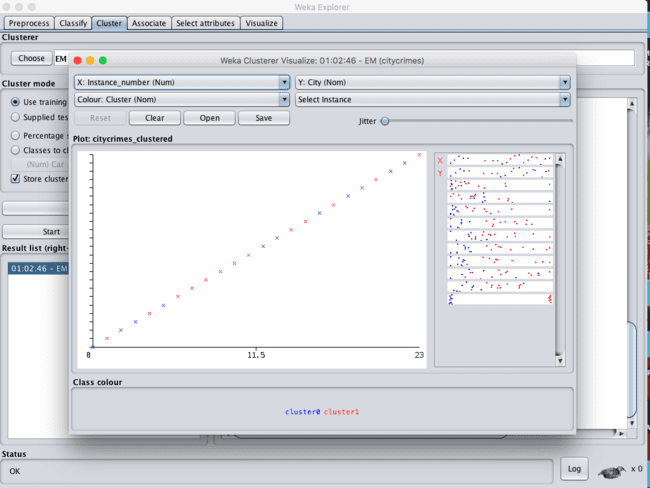 Weka Explorer
Preprocess Classify Cluster Associate Select attributes Visualize
Clusterer
Choose EM
Weka Clusterer Visualize: 01:02:46 - EM (citycrimes)
X: Instance_number (Num) Y: City (Nom)
Colour: Cluster (Nom) Select Instance
Reset Clear Open Save Jitter
Plot: citycrimes_clustered
X
Y
8 11.5 23
Class colour
cluster0 cluster1
Cluster mode
Use training
Supplied tes
Percentage s
Classes to cl
(Num) Car
Store cluster
Start
Result list (right-
01:02:46 - EM
Status
OK
Log x 0